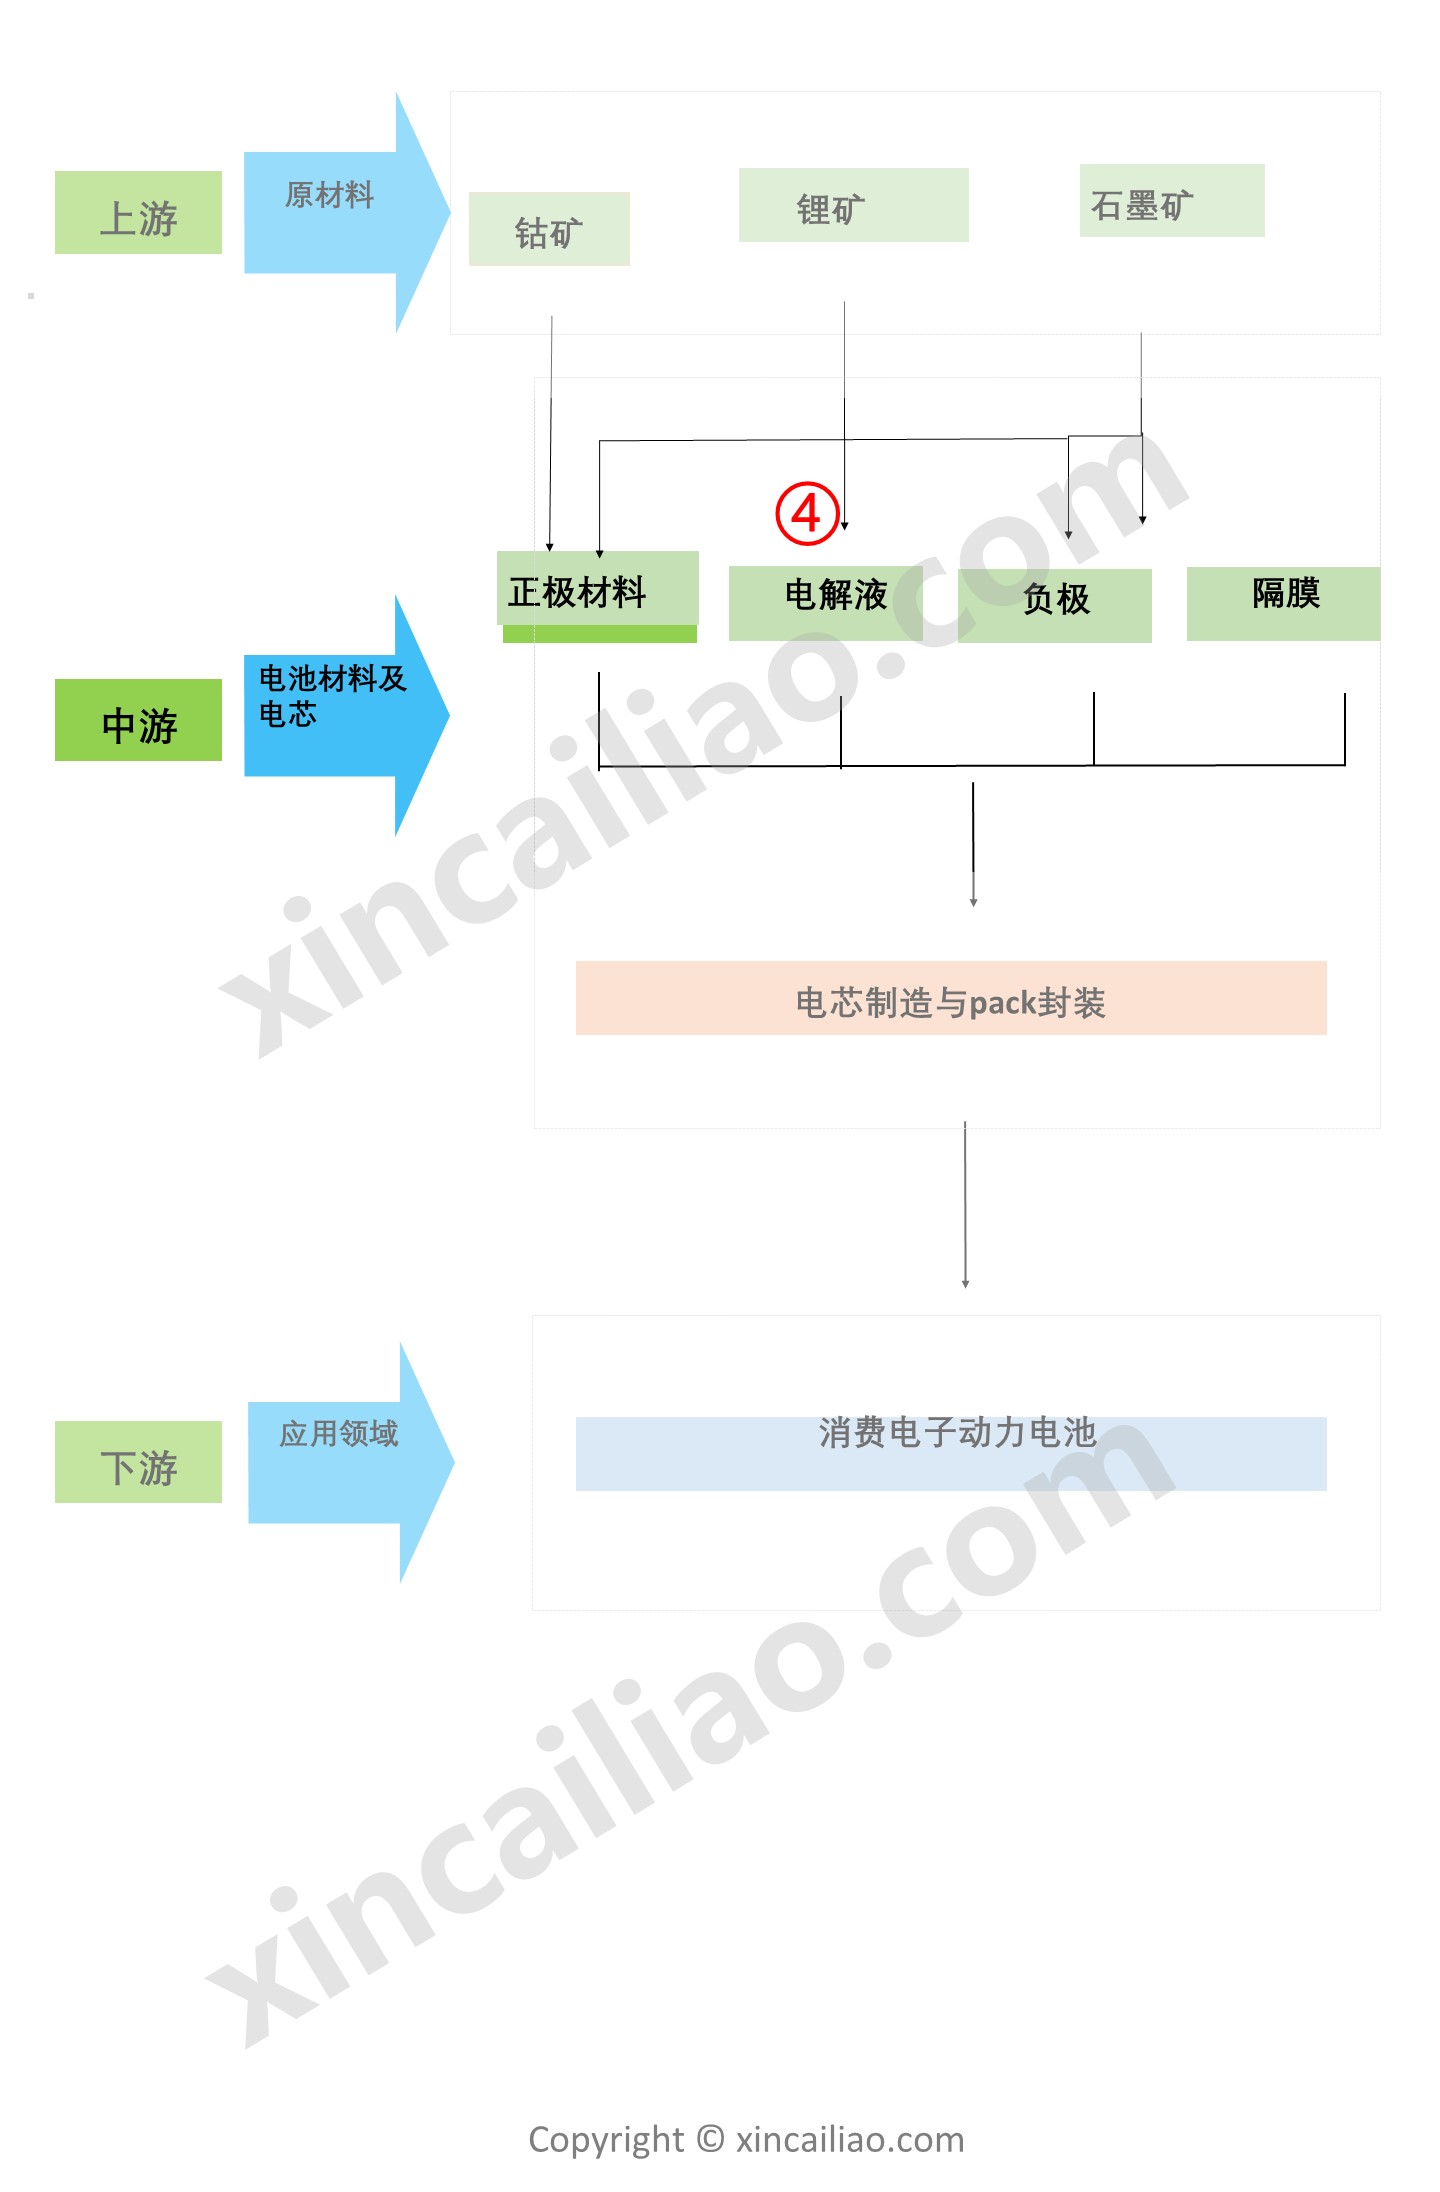 上游
原材料
钴矿
锂矿
石墨矿
④
正极材料
电解液
负极
隔膜
中游
电池材料及
电芯
电芯制造与pack封装
下游
应用领域
消费电子动力电池
xincailiao.com
xincailiao.com
Copyright © xincailiao.com